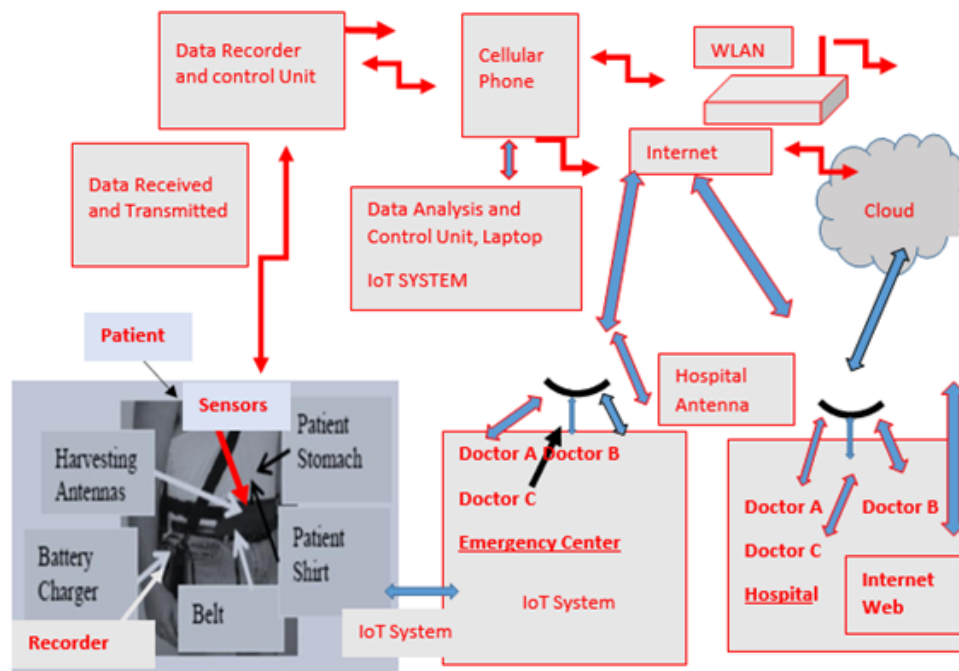 Data Recorder
and control Unit
Cellular
Phone
WLAN
Data Received
and Transmitted
Internet
Data Analysis and
Control Unit, Laptop
IoT SYSTEM
Cloud
Patient
Sensors
Harvesting
Antennas
Patient
Stomach
Battery
Charger
Patient
Shirt
Belt
Recorder
IoT System
Hospital
Antenna
Doctor A Doctor B
Doctor C
Emergency Center
IoT System
Doctor A
Doctor B
Doctor C
Hospital
Internet
Web